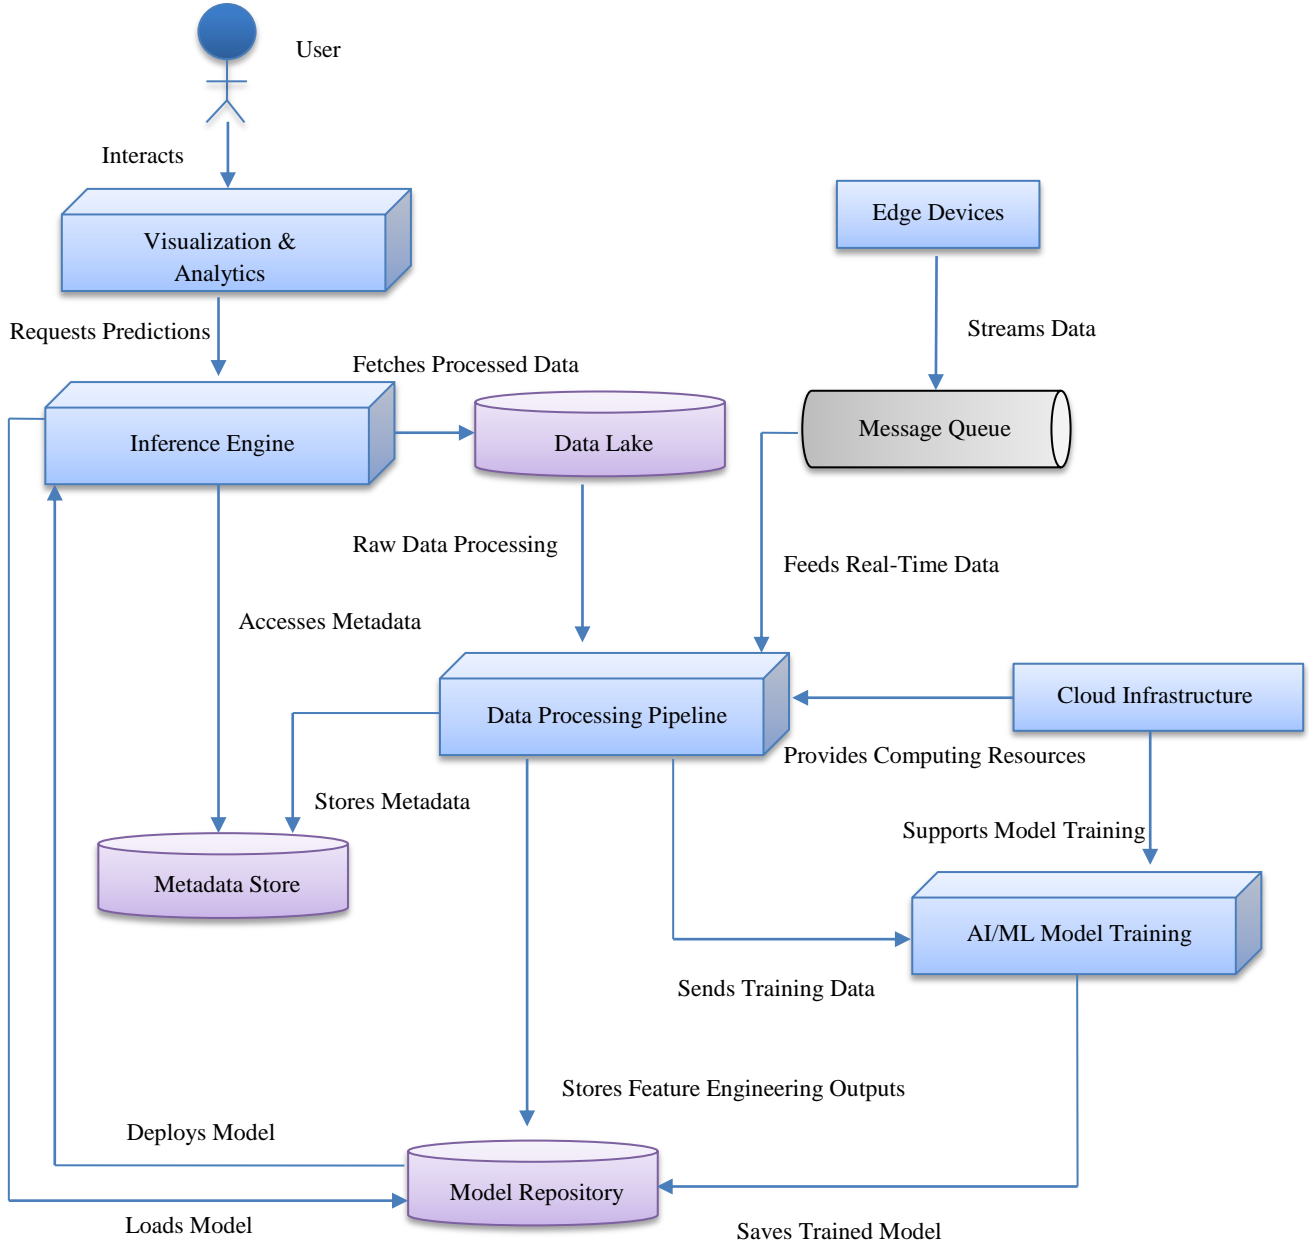 User
Interacts
Visualization &
Analytics
Edge Devices
Requests Predictions
Streams Data
Fetches Processed Data
Inference Engine
Data Lake
Message Queue
Raw Data Processing
Feeds Real-Time Data
Accesses Metadata
Data Processing Pipeline
Cloud Infrastructure
Provides Computing Resources
Stores Metadata
Supports Model Training
Metadata Store
AI/ML Model Training
Sends Training Data
Stores Feature Engineering Outputs
Deploys Model
Model Repository
Loads Model
Saves Trained Model